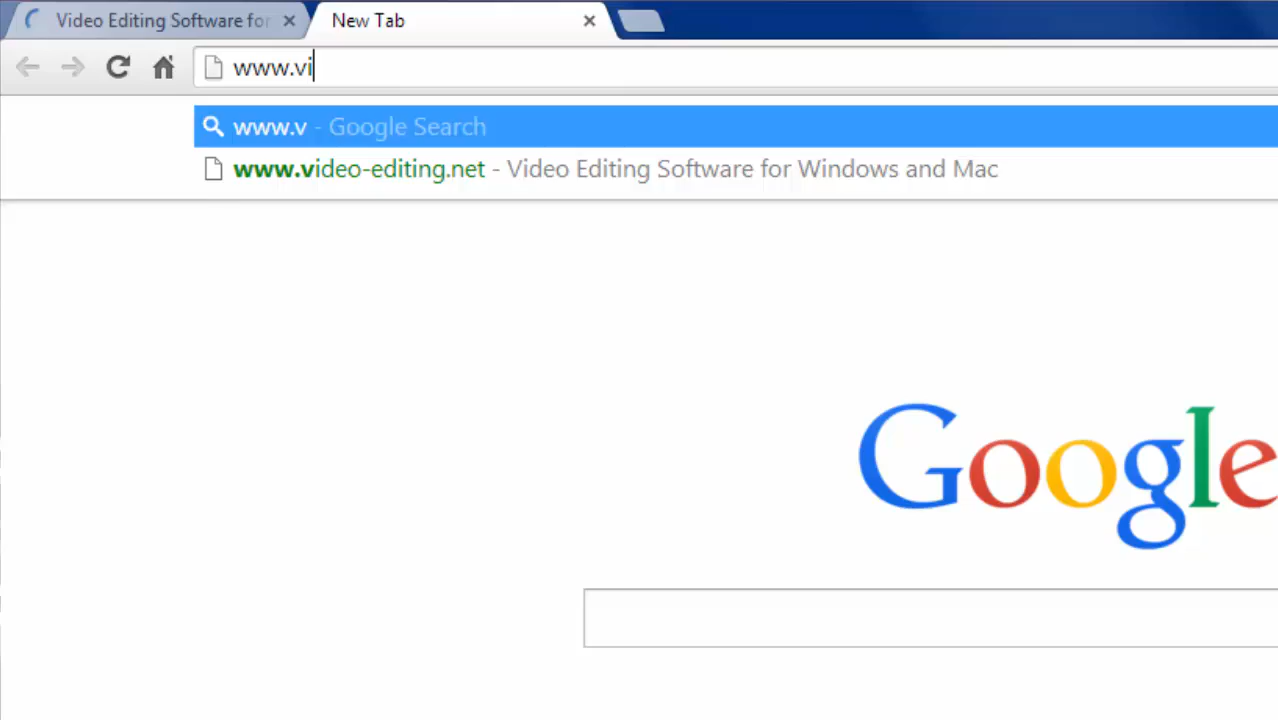 Video Editing Software for
New Tab
www.vi
www.v - Google Search
www.video-editing.net - Video Editing Software for Windows and Mac
Google